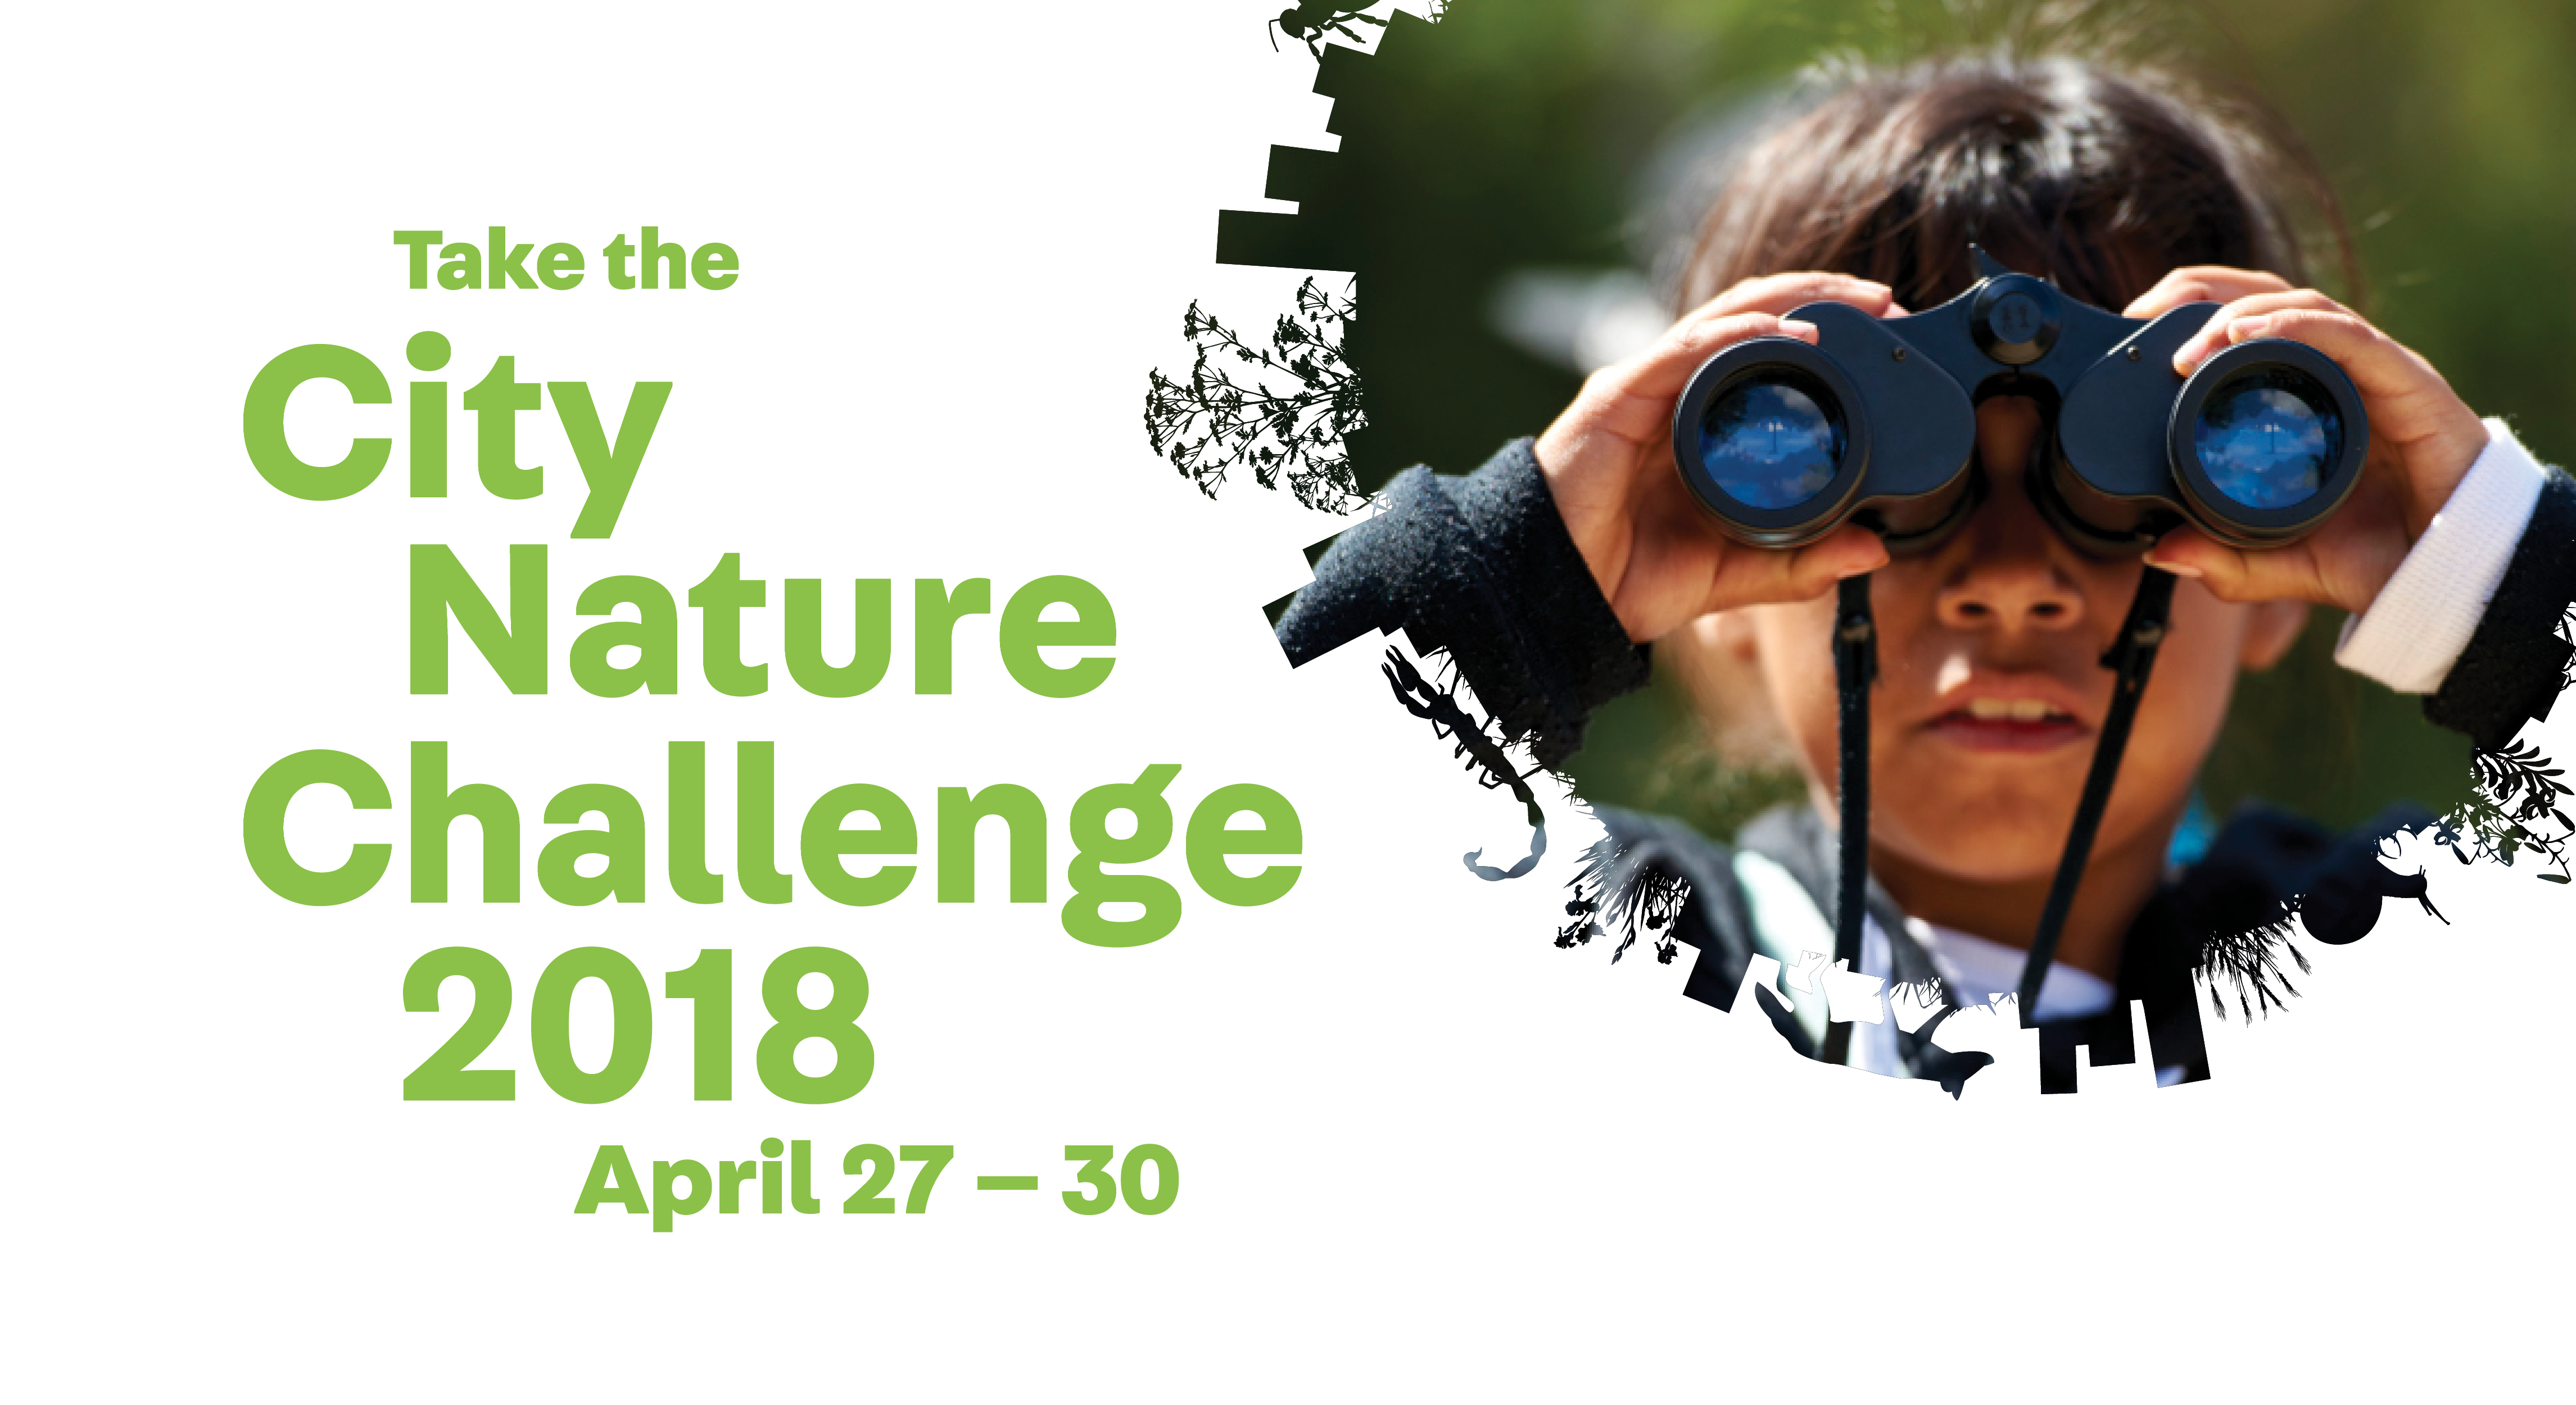 Take the
City
Nature
Challenge
2018
April 27 – 30